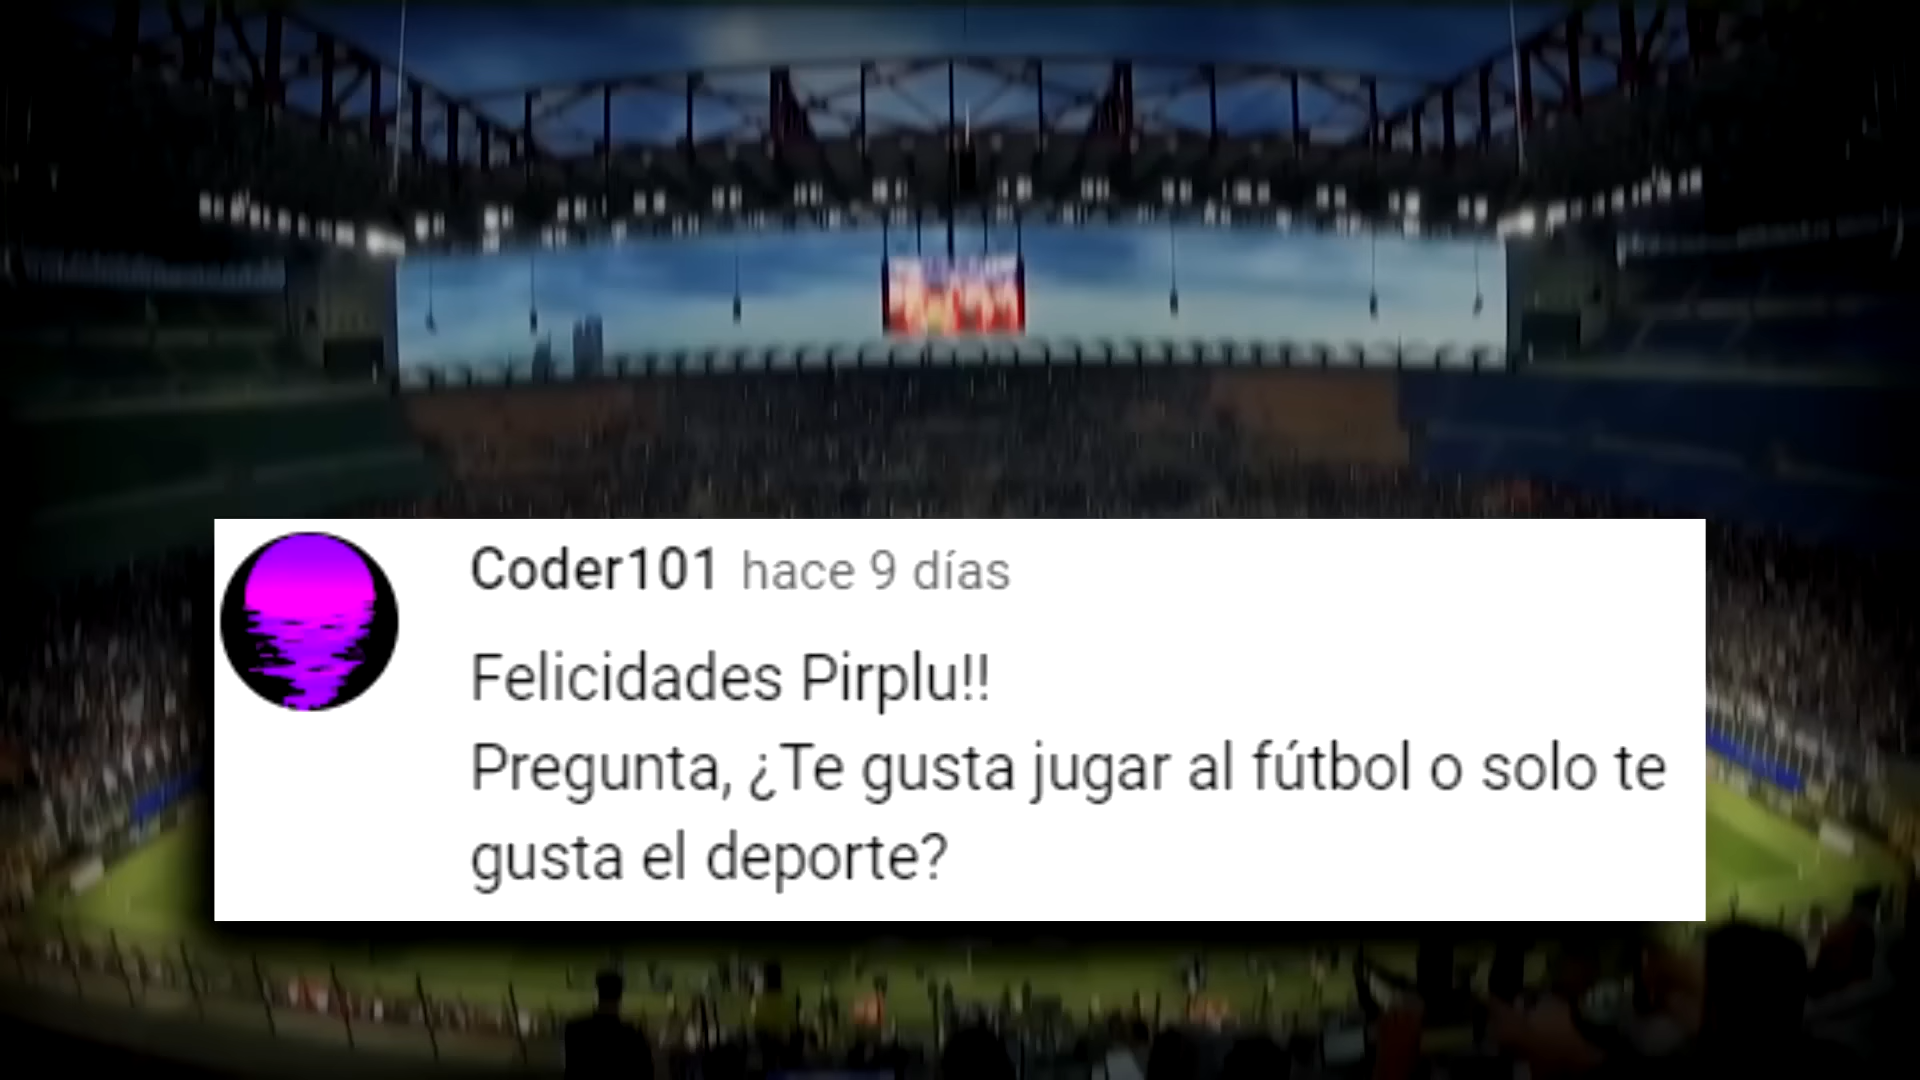 Coder101 hace 9 días
Felicidades Pirplu!!
Pregunta, ¿Te gusta jugar al fútbol o solo te
gusta el deporte?